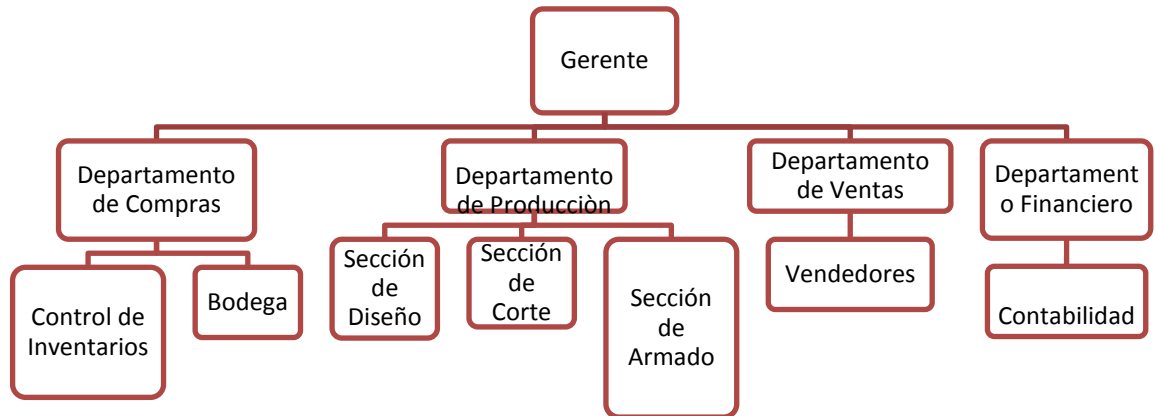 Gerente
Departamento
de Compras
Departamento
de Producciòn
Departamento
de Ventas
Departament
o Financiero
Control de
Inventarios
Bodega
Sección
de
Diseño
Sección
de
Corte
Sección
de
Armado
Vendedores
Contabilidad